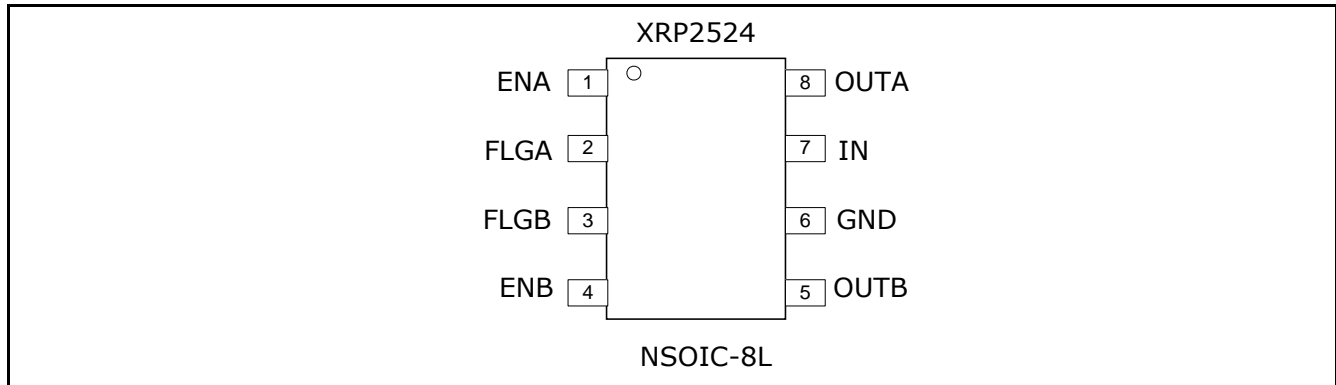 XRP2524
ENA 1 8 OUTA
FLGA 2 7 IN
FLGB 3 6 GND
ENB 4 5 OUTB
NSOIC-8L